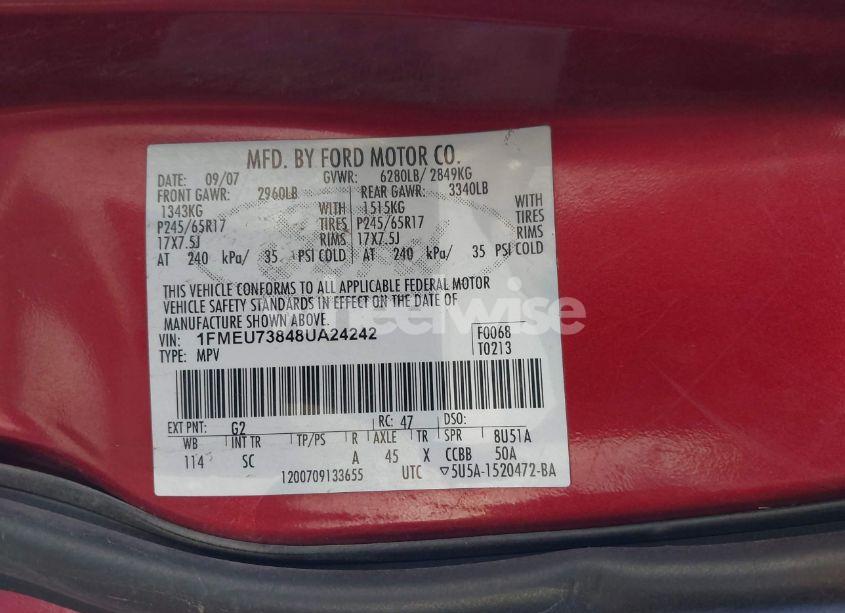 MFD. BY FORD MOTOR CO.
DATE: 09/07 GVWR: 6280LB/ 2849KG
FRONT GAWR: 2960LB REAR GAWR: 3340LB
1343KG WITH 1515KG WITH
P245/65R17 TIRES P245/65R17 TIRES
17X7.5J RIMS 17X7.5J RIMS
AT 240 kPa/ 35 PSI COLD AT 240 kPa/ 35 PSI COLD
THIS VEHICLE CONFORMS TO ALL APPLICABLE FEDERAL MOTOR
VEHICLE SAFETY STANDARDS IN EFFECT ON THE DATE OF
MANUFACTURE SHOWN ABOVE.
VIN: 1FMEU73848UA24242 F0068
TYPE: MPV T0213
EXT PNT: G2 RC: 47 DSO:
WB INT TR TP/PS R AXLE TR SPR 8U51A
114 SC A 45 X CCBB 50A
1200709133655 UTC ▽5U5A-1520472-BA